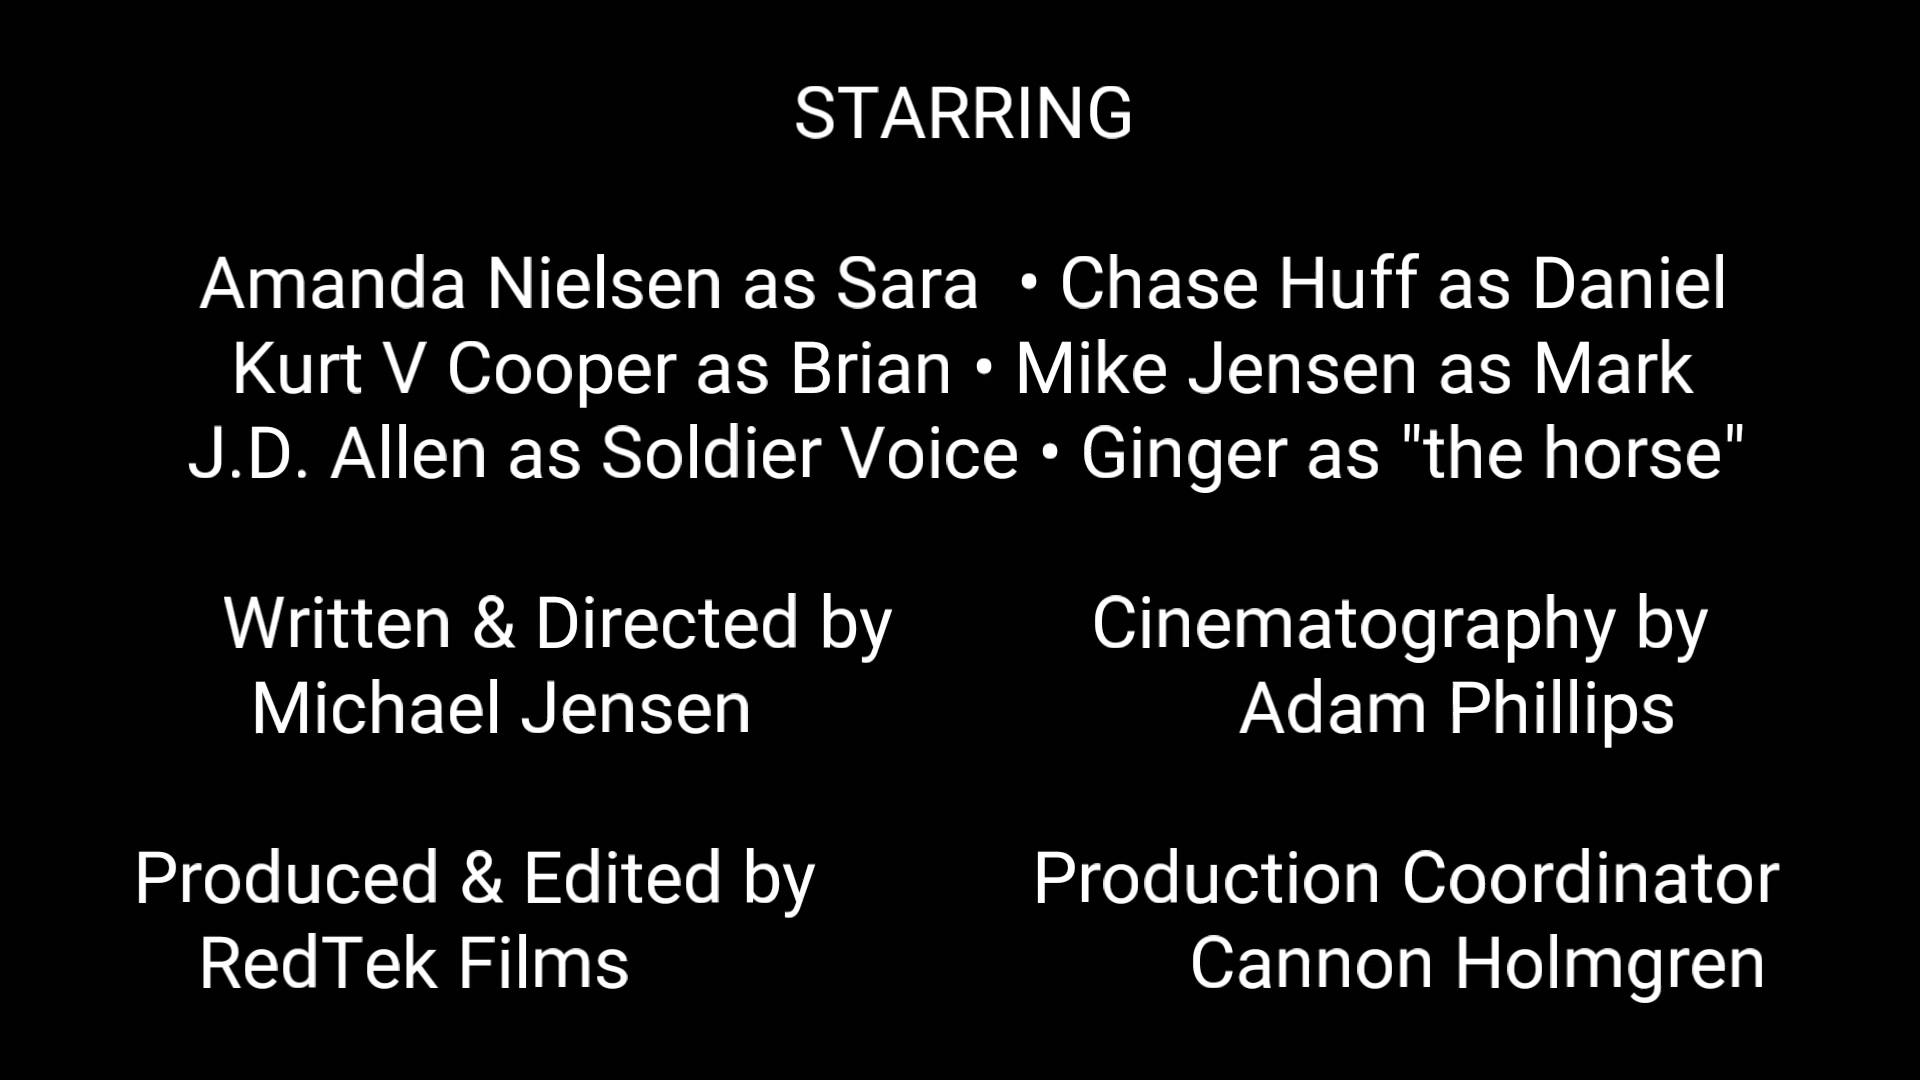 STARRING
Amanda Nielsen as Sara • Chase Huff as Daniel
Kurt V Cooper as Brian • Mike Jensen as Mark
J.D. Allen as Soldier Voice • Ginger as "the horse"
Written & Directed by
Michael Jensen
Cinematography by
Adam Phillips
Produced & Edited by
RedTek Films
Production Coordinator
Cannon Holmgren